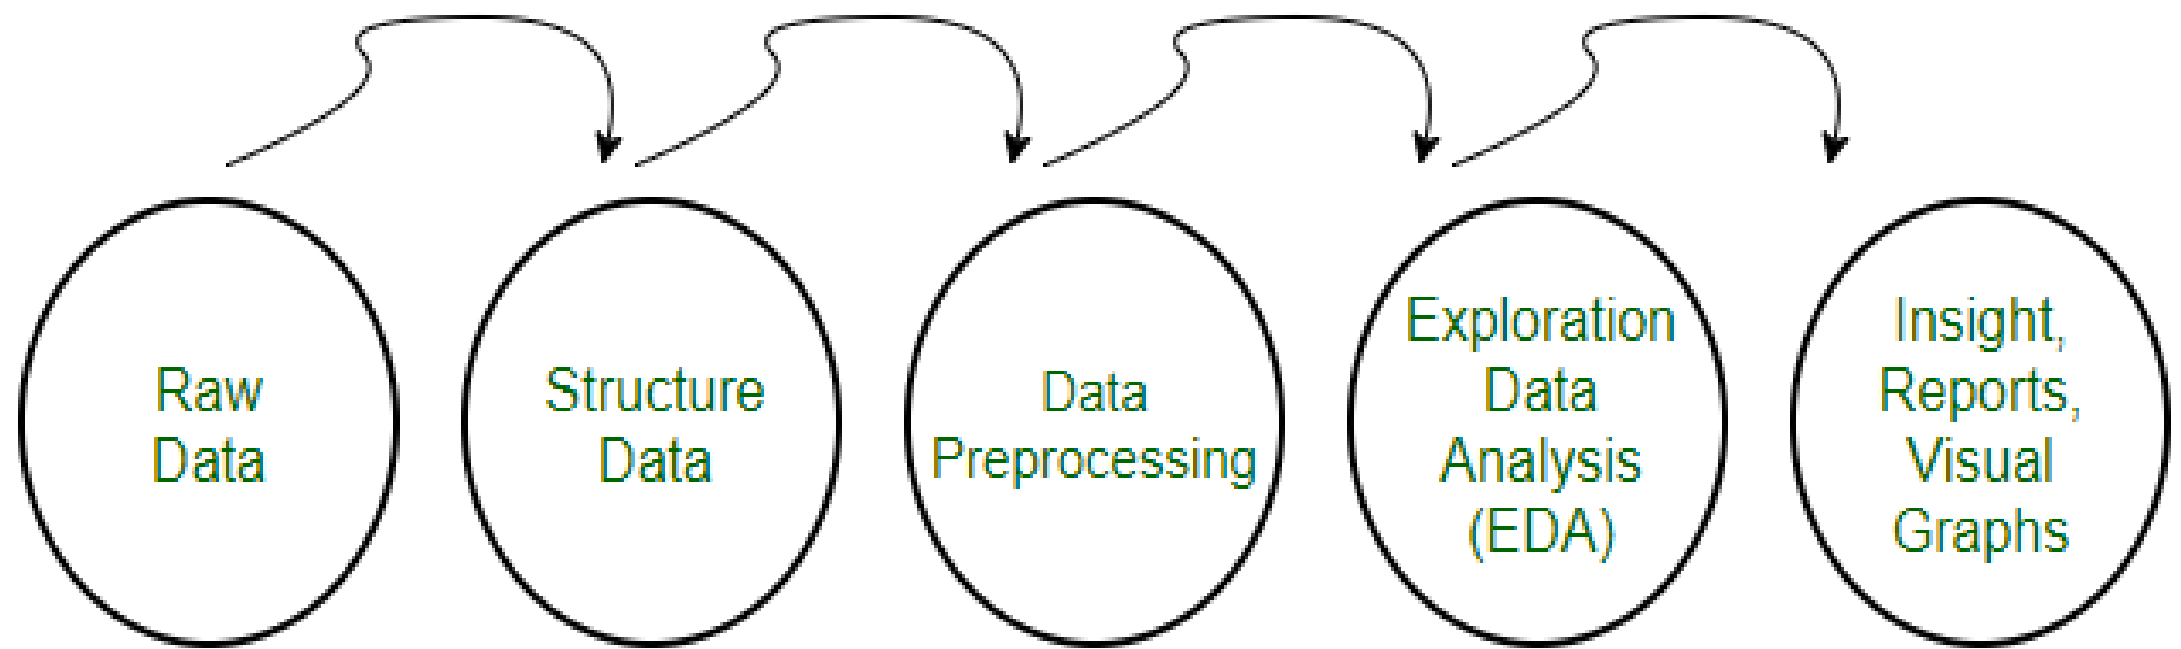 Raw
Data
Structure
Data
Data
Preprocessing
Exploration
Data
Analysis
(EDA)
Insight,
Reports,
Visual
Graphs